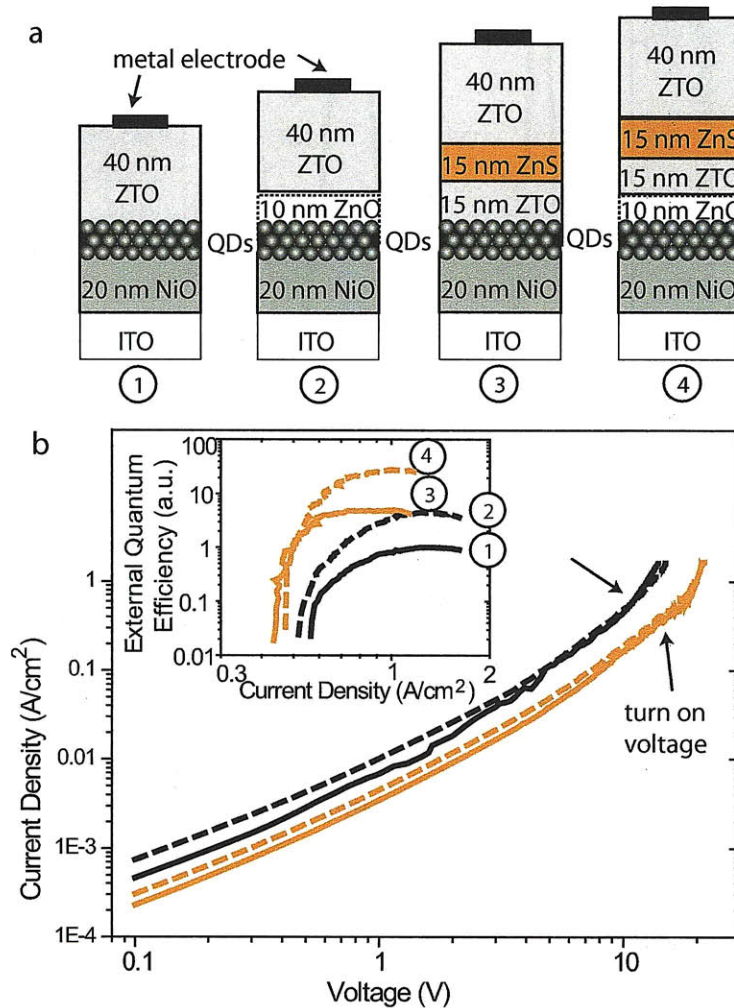 a
metal electrode
40 nm
ZTO
20 nm NiO
ITO
1
40 nm
ZTO
10 nm ZnO
QDs
20 nm NiO
ITO
2
40 nm
ZTO
15 nm ZnS
15 nm ZTO
QDs
20 nm NiO
ITO
3
40 nm
ZTO
15 nm ZnS
15 nm ZTO
10 nm ZnO
QDs
20 nm NiO
ITO
4
b
External Quantum
Efficiency (a.u.)
100
10
1
0.1
0.01
0.3
1
2
Current Density (A/cm²)
4
3
2
1
turn on
voltage
Current Density (A/cm²)
1
0.1
0.01
1E-3
1E-4
0.1
1
10
Voltage (V)